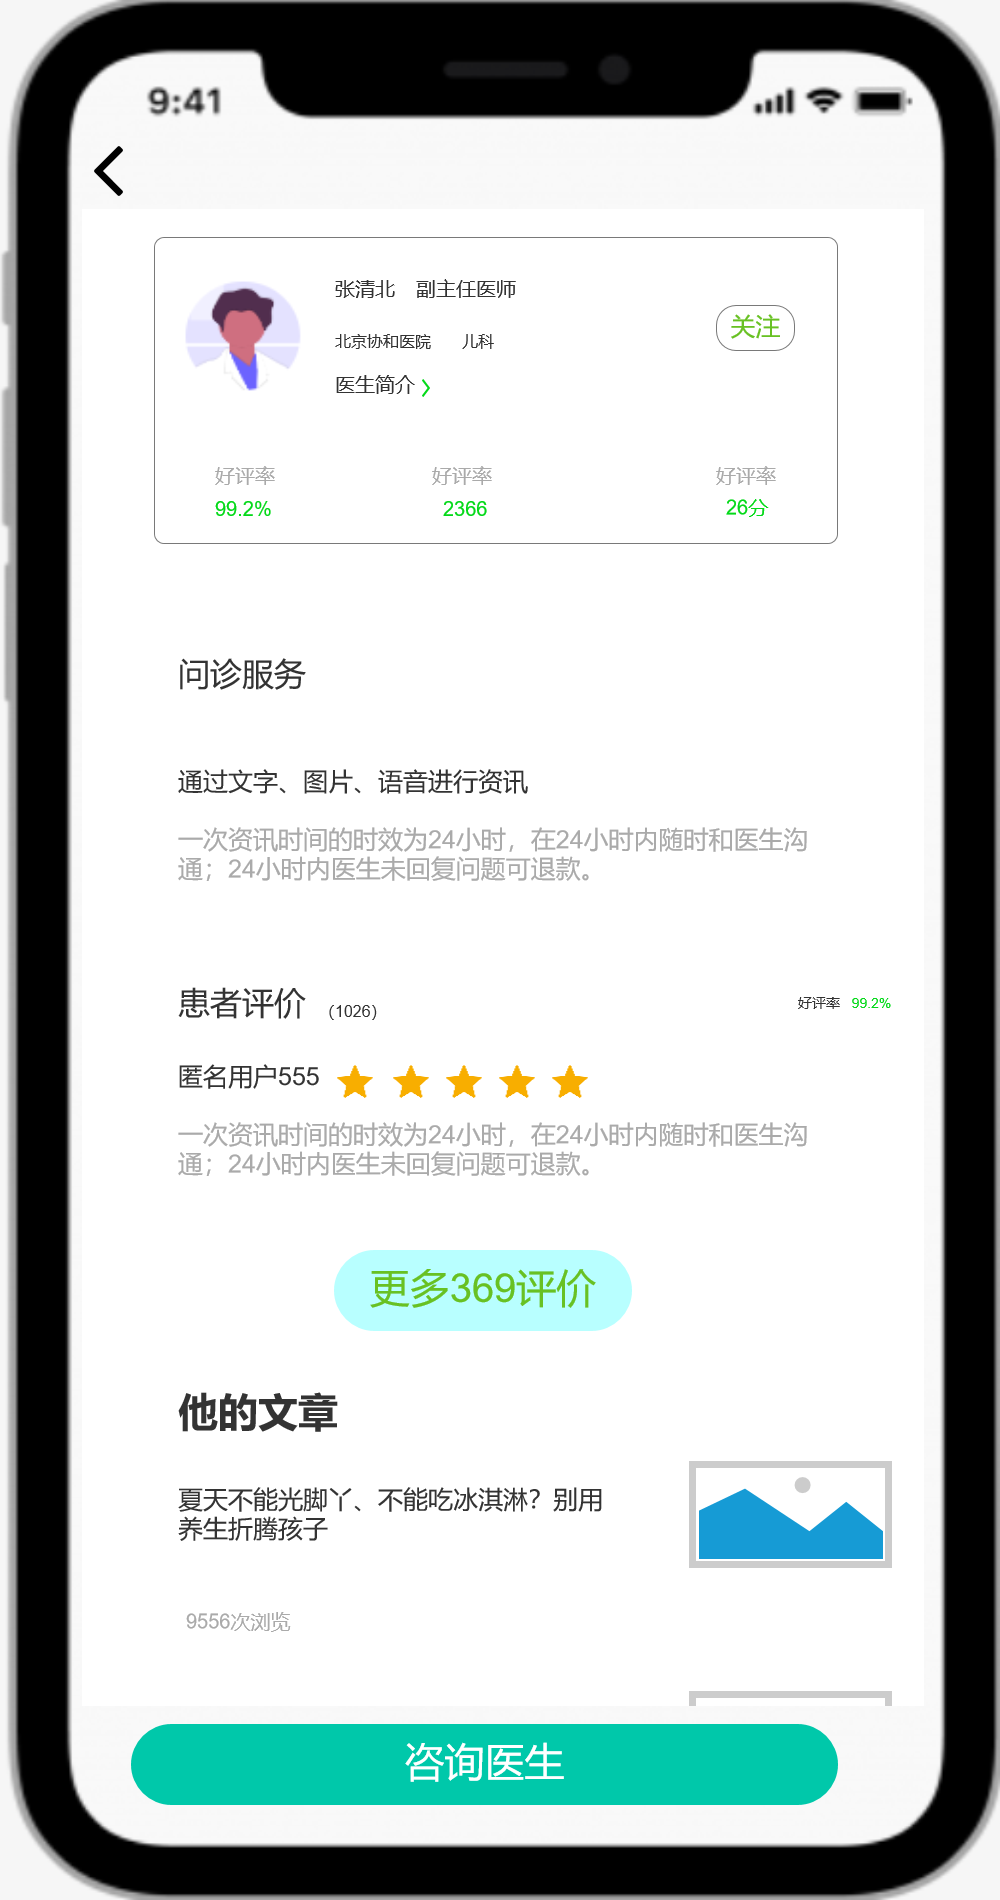 9:41
张清北 副主任医师
关注
北京协和医院 儿科
医生简介
好评率 好评率 好评率
99.2% 2366 26分
问诊服务
通过文字、图片、语音进行资讯
一次资讯时间的时效为24小时，在24小时内随时和医生沟
通；24小时内医生未回复问题可退款。
患者评价 （1026） 好评率 99.2%
匿名用户555
一次资讯时间的时效为24小时，在24小时内随时和医生沟
通；24小时内医生未回复问题可退款。
更多369评价
他的文章
夏天不能光脚丫、不能吃冰淇淋？别用
养生折腾孩子
9556次浏览
咨询医生